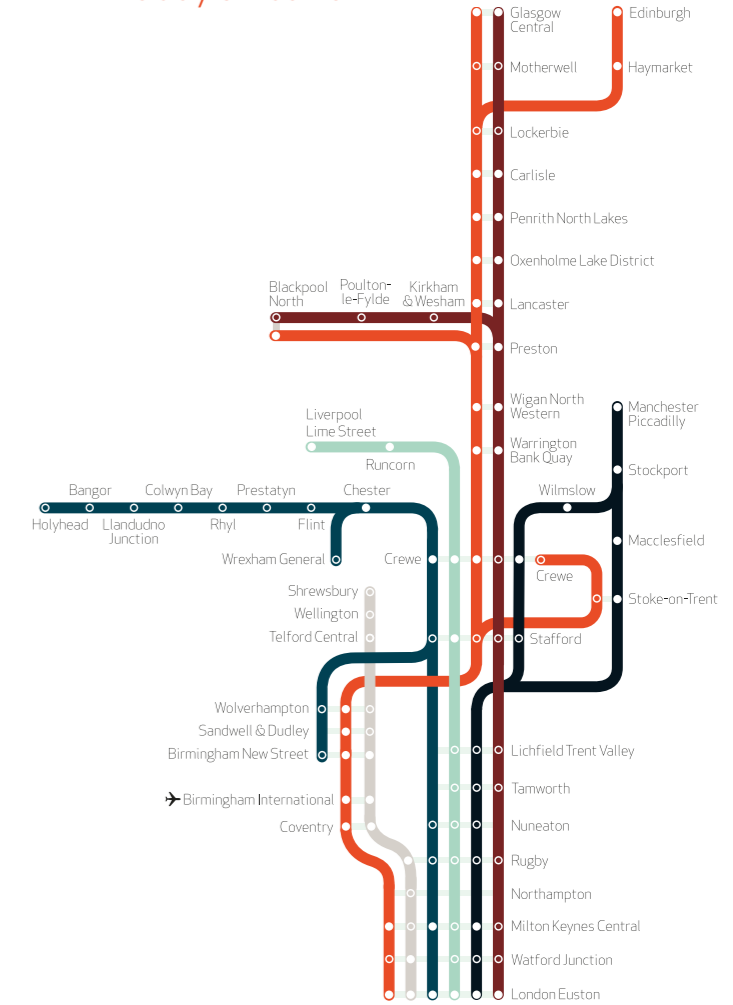 Glasgow
Central
Edinburgh
Motherwell
Haymarket
Lockerbie
Carlisle
Penrith North Lakes
Oxenholme Lake District
Blackpool
North
Poulton-
le-Fylde
Kirkham
& Wesham
Lancaster
Preston
Wigan North
Western
Manchester
Piccadilly
Liverpool
Lime Street
Warrington
Bank Quay
Runcorn
Stockport
Bangor
Colwyn Bay
Prestatyn
Chester
Wilmslow
Holyhead
Llandudno
Junction
Rhyl
Flint
Macclesfield
Wrexham General
Crewe
Crewe
Shrewsbury
Stoke-on-Trent
Wellington
Telford Central
Stafford
Wolverhampton
Sandwell & Dudley
Birmingham New Street
Lichfield Trent Valley
Tamworth
Birmingham International
Coventry
Nuneaton
Rugby
Northampton
Milton Keynes Central
Watford Junction
London Euston